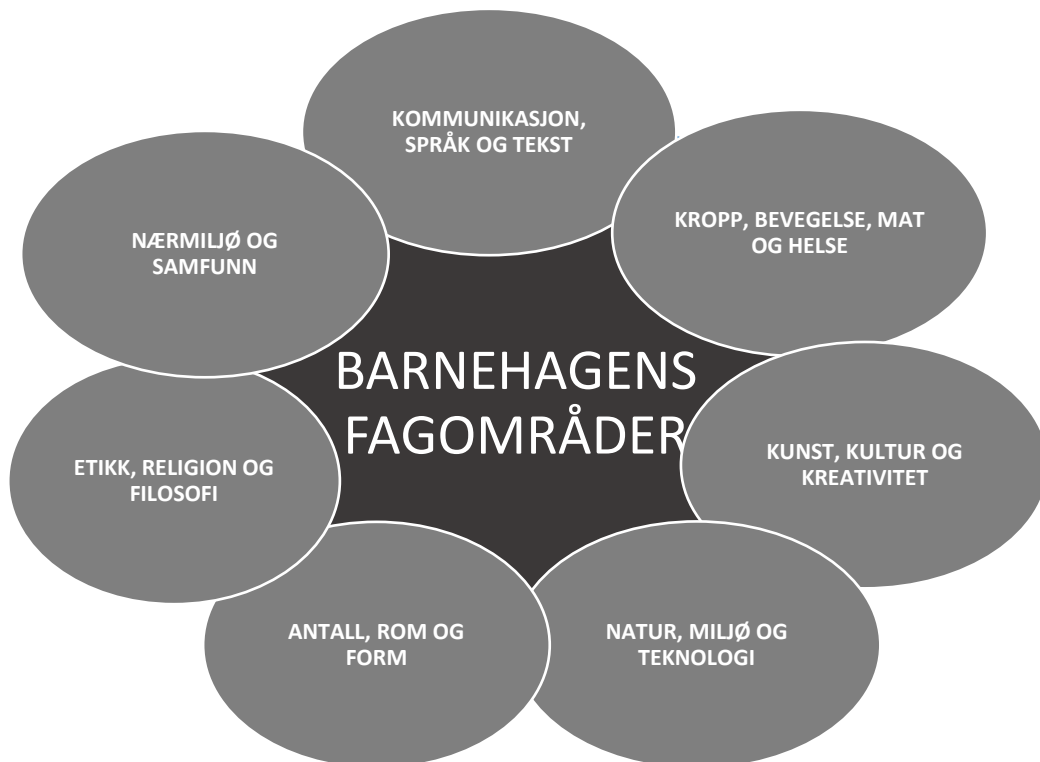 KOMMUNIKASJON,
SPRÅK OG TEKST
KROPP, BEVEGELSE, MAT
OG HELSE
NÆRMILJØ OG
SAMFUNN
BARNEHAGENS
FAGOMRÅDER
KUNST, KULTUR OG
KREATIVITET
ETIKK, RELIGION OG
FILOSOFI
ANTALL, ROM OG
FORM
NATUR, MILJØ OG
TEKNOLOGI